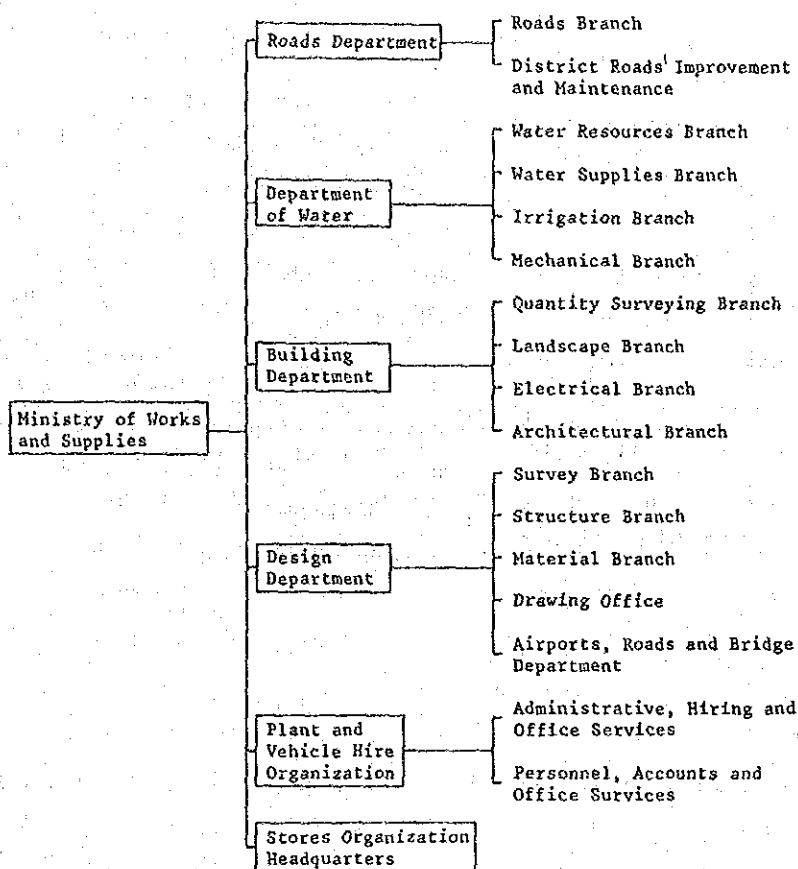 Roads Department
Roads Branch
District Roads' Improvement
and Maintenance
Department
of Water
Water Resources Branch
Water Supplies Branch
Irrigation Branch
Mechanical Branch
Building
Department
Quantity Surveying Branch
Landscape Branch
Electrical Branch
Architectural Branch
Ministry of Works
and Supplies
Design
Department
Survey Branch
Structure Branch
Material Branch
Drawing Office
Airports, Roads and Bridge
Department
Plant and
Vehicle Hire
Organization
Administrative, Hiring and
Office Services
Personnel, Accounts and
Office Survices
Stores Organization
Headquarters